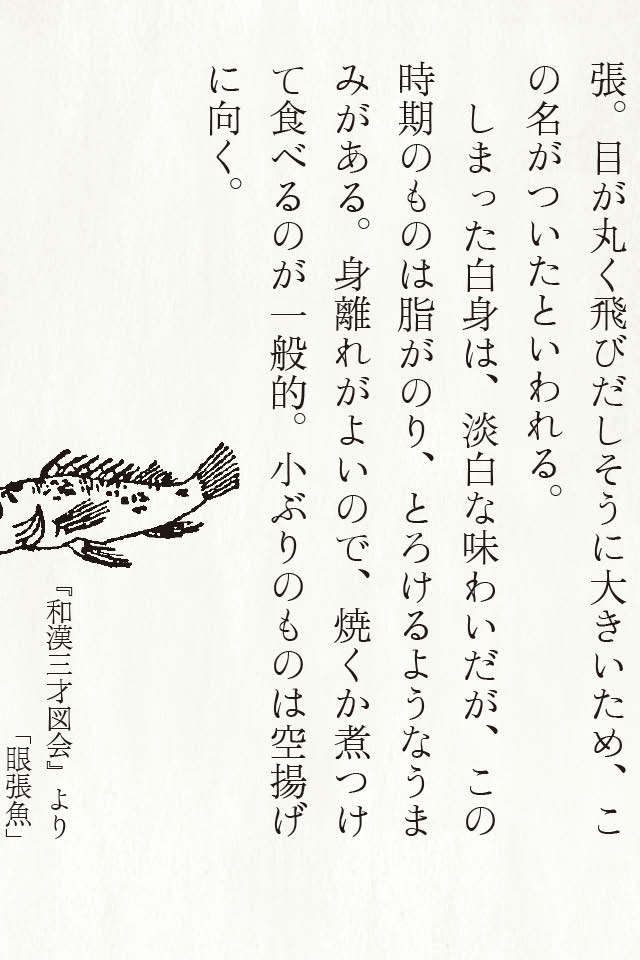 張。目が丸く飛びだしそうに大きいため、こ
の名がついたといわれる。
しまった白身は、淡白な味わいだが、この
時期のものは脂がのり、とろけるようなうま
みがある。身離れがよいので、焼くか煮つけ
て食べるのが一般的。小ぶりのものは空揚げ
に向く。
『和漢三才図会』より
「眼張魚」